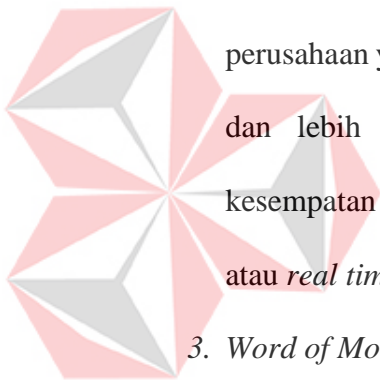 perusahaan y
dan lebih
kesempatan
atau real tim
3. Word of Mo